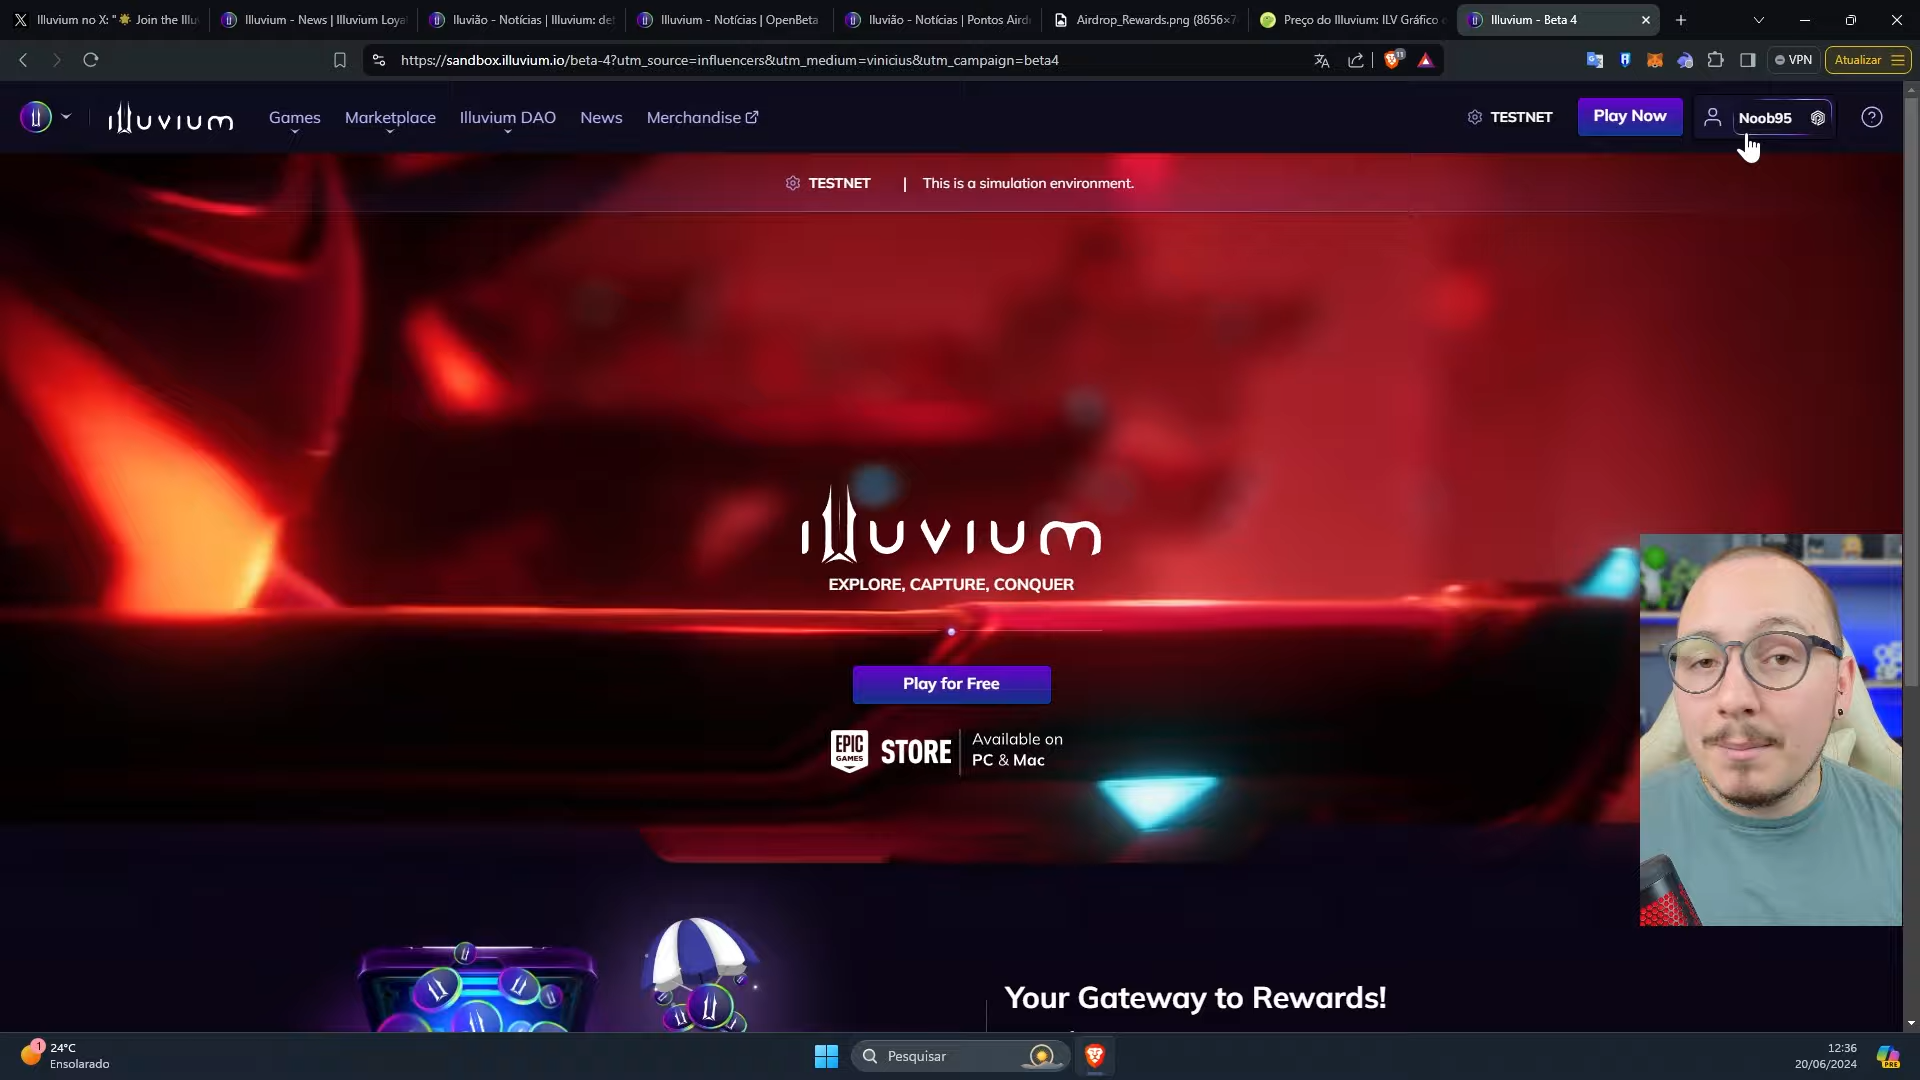 Illuvium no X: "☀ Join the Illu
Illuvium - News | Illuvium Loya
Iluvião - Notícias | Illuvium: de
Illuvium - Notícias | OpenBeta
Iluvião - Notícias | Pontos Aird
Airdrop_Rewards.png (8656×7
Preço do Illuvium: ILV Gráfico e
Illuvium - Beta 4
https://sandbox.illuvium.io/beta-4?utm_source=influencers&utm_medium=vinicius&utm_campaign=beta4
11
VPN
Atualizar
illuvium
Games
Marketplace
Illuvium DAO
News
Merchandise
TESTNET
Play Now
Noob95
TESTNET | This is a simulation environment.
illuvium
EXPLORE, CAPTURE, CONQUER
Play for Free
EPIC GAMES STORE
Available on
PC & Mac
Your Gateway to Rewards!
1
24°C
Ensolarado
Pesquisar
12:36
20/06/2024
PRE